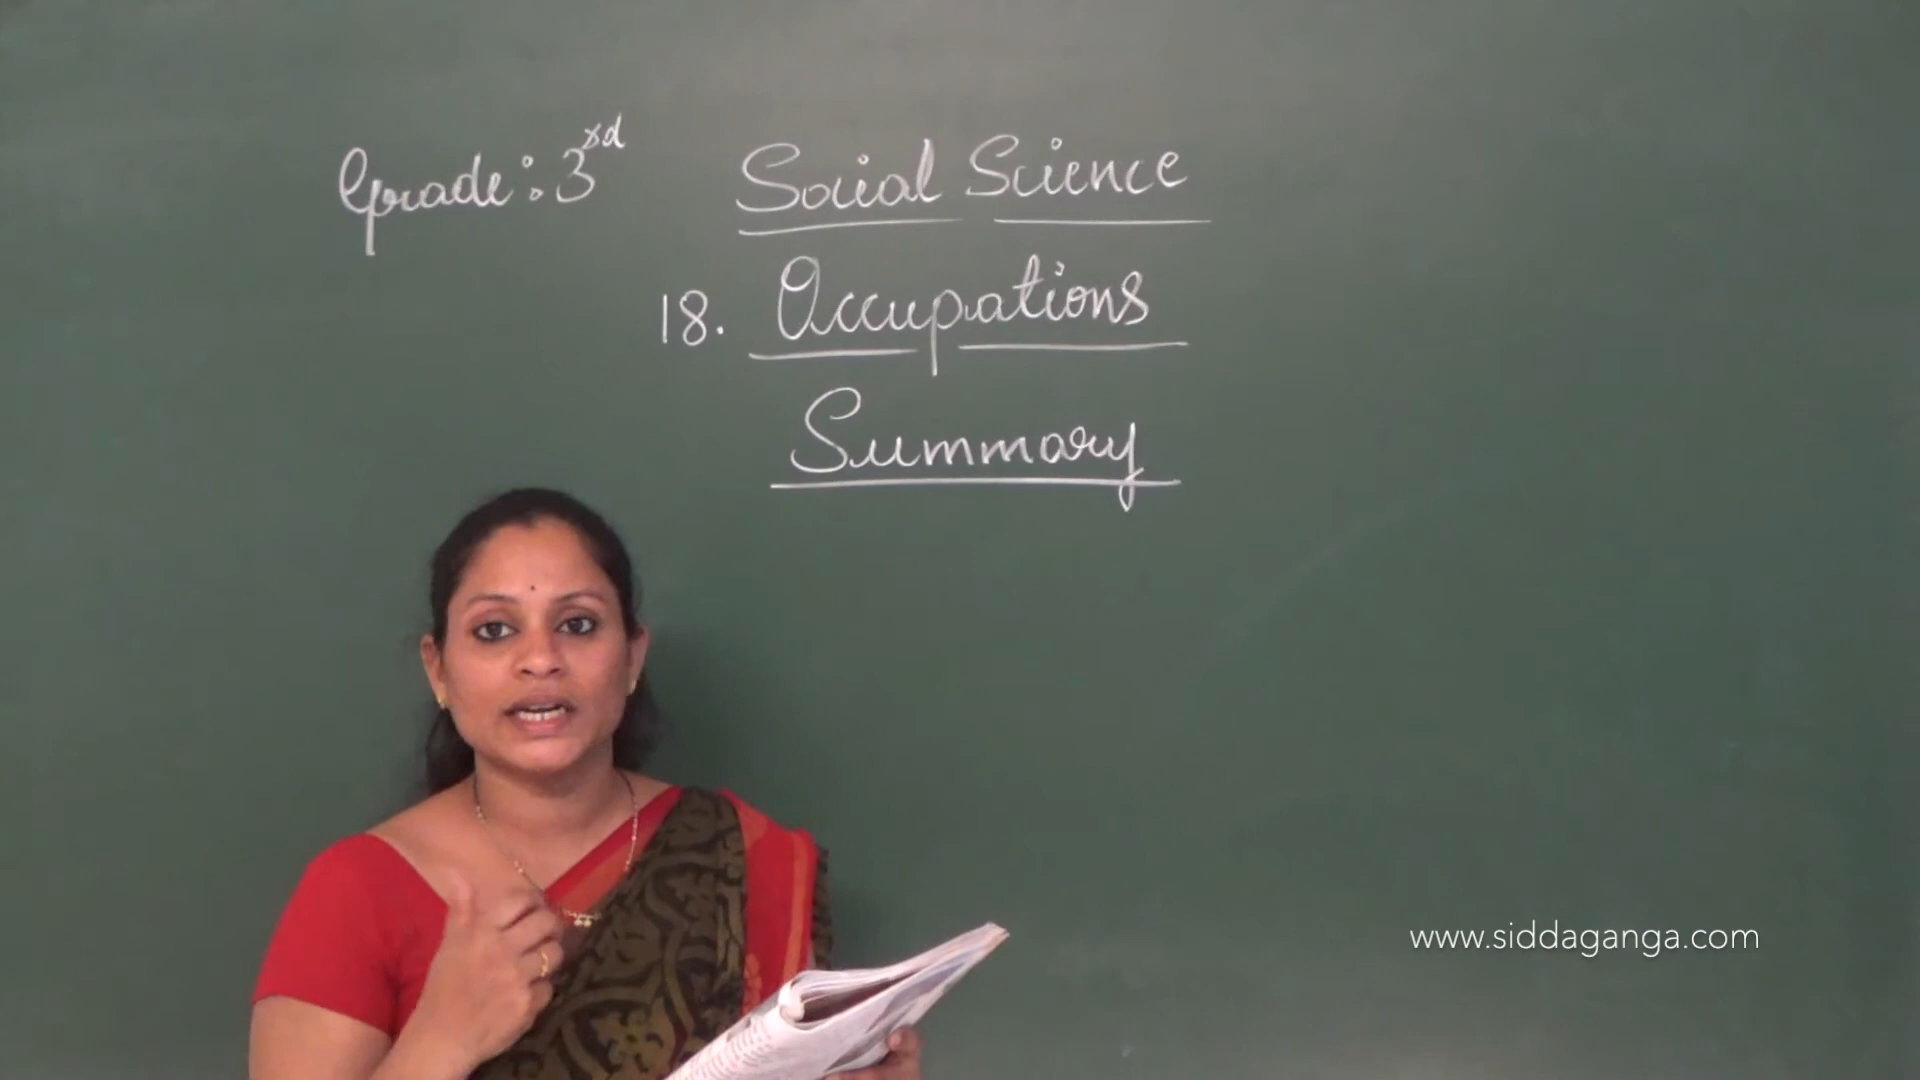 Grade: 3rd
Social Science
18. Occupations
Summary
www.siddaganga.com